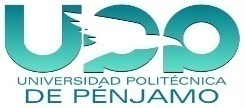 UPP
UNIVERSIDAD POLITÉCNICA
DE PÉNJAMO